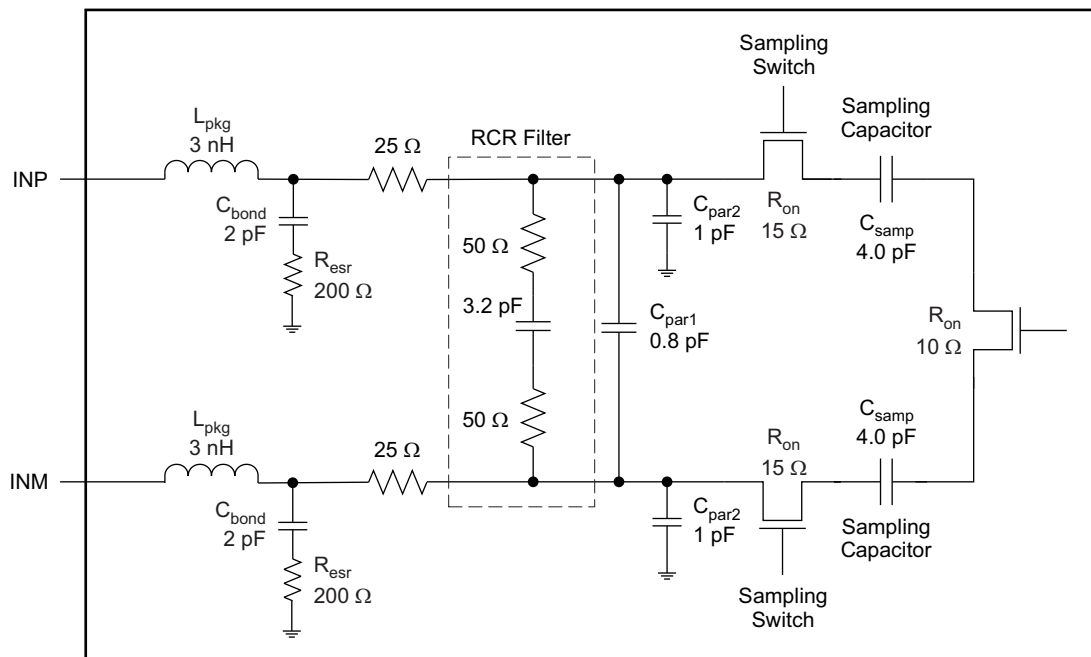 Sampling
Switch
Sampling
Capacitor
L_pkg
3 nH
25 Ω
RCR Filter
INP
C_bond
2 pF
R_esr
200 Ω
50 Ω
3.2 pF
50 Ω
C_par1
0.8 pF
C_par2
1 pF
R_on
15 Ω
C_samp
4.0 pF
R_on
10 Ω
L_pkg
3 nH
25 Ω
INM
C_bond
2 pF
R_esr
200 Ω
C_par2
1 pF
R_on
15 Ω
C_samp
4.0 pF
Sampling
Capacitor
Sampling
Switch